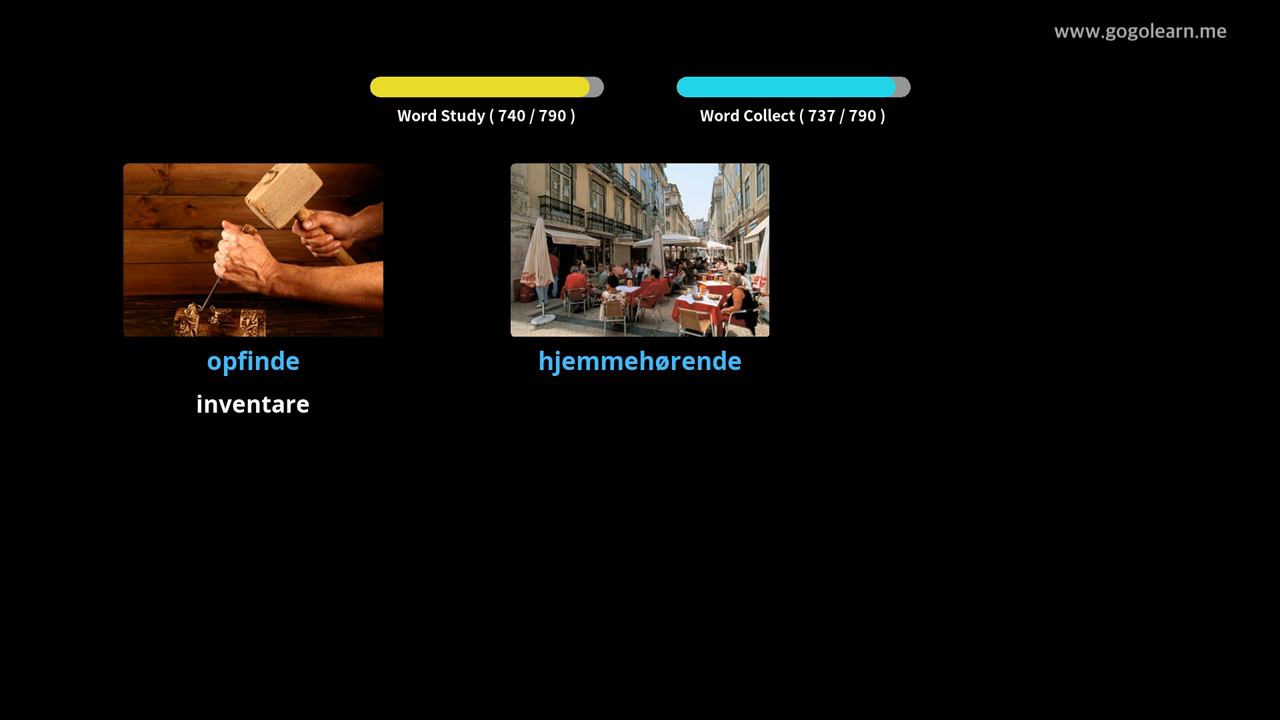 www.gogolearn.me
Word Study ( 740 / 790 )
Word Collect ( 737 / 790 )
opfinde
hjemmehørende
inventare